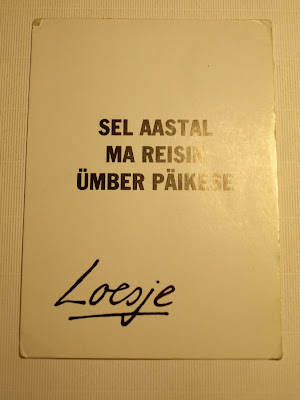 SEL AASTAL
MA REISIN
ÜMBER PÄIKESE
Loesje